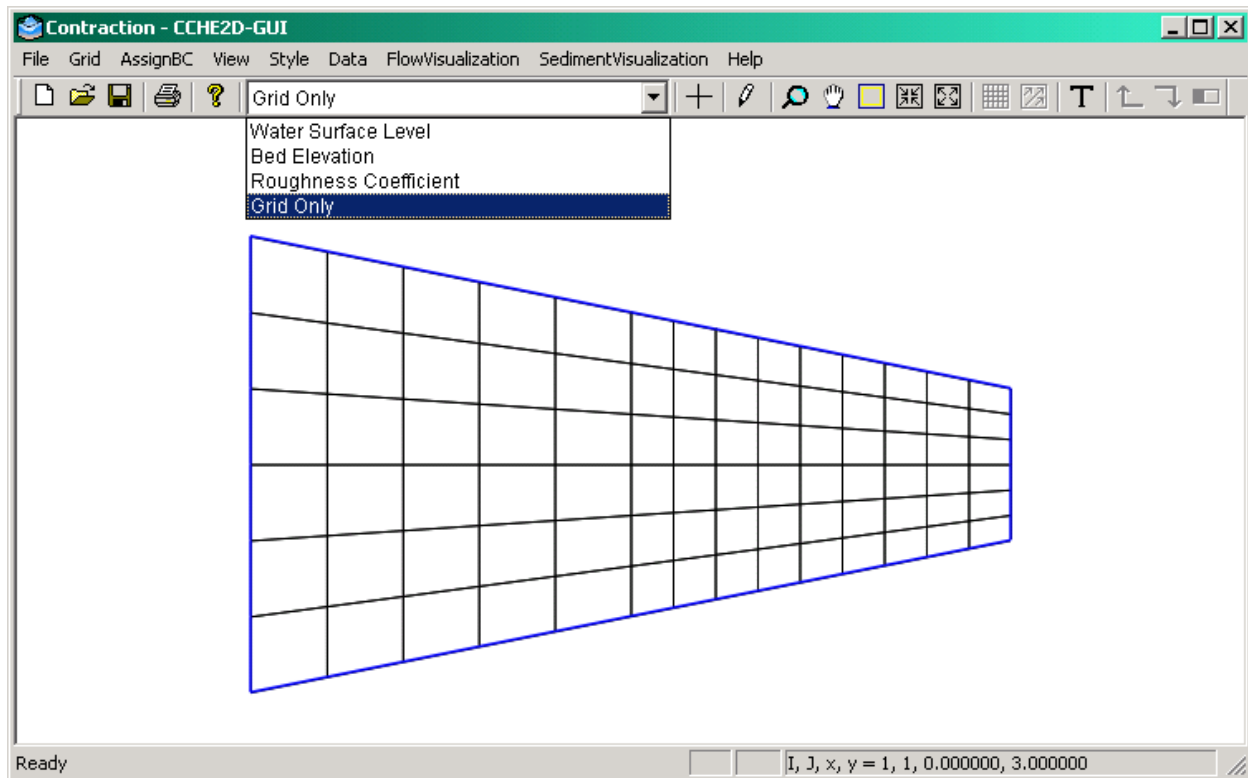 Contraction - CCHE2D-GUI
File Grid AssignBC View Style Data FlowVisualization SedimentVisualization Help
Grid Only T
Water Surface Level
Bed Elevation
Roughness Coefficient
Grid Only
Ready I, J, x, y = 1, 1, 0.000000, 3.000000